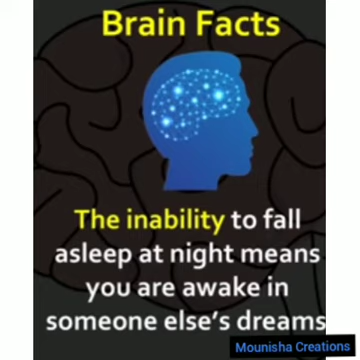 Brain Facts
The inability to fall
asleep at night means
you are awake in
someone else's dreams
Mounisha Creations